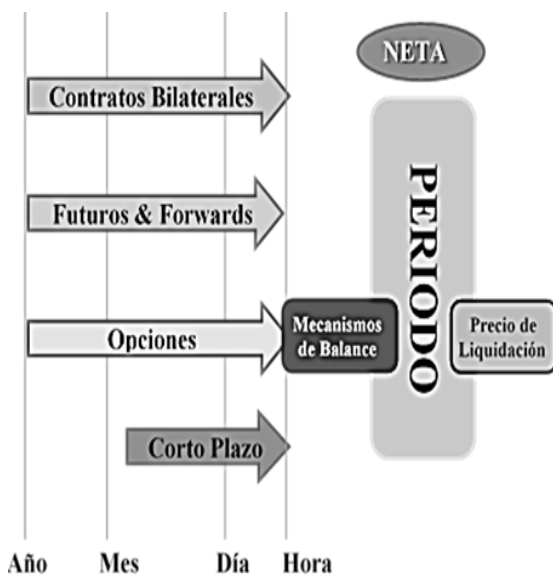 NETA
Contratos Bilaterales
Futuros & Forwards
PERIODO
Opciones
Mecanismos
de Balance
Precio de
Liquidación
Corto Plazo
Año Mes Día Hora